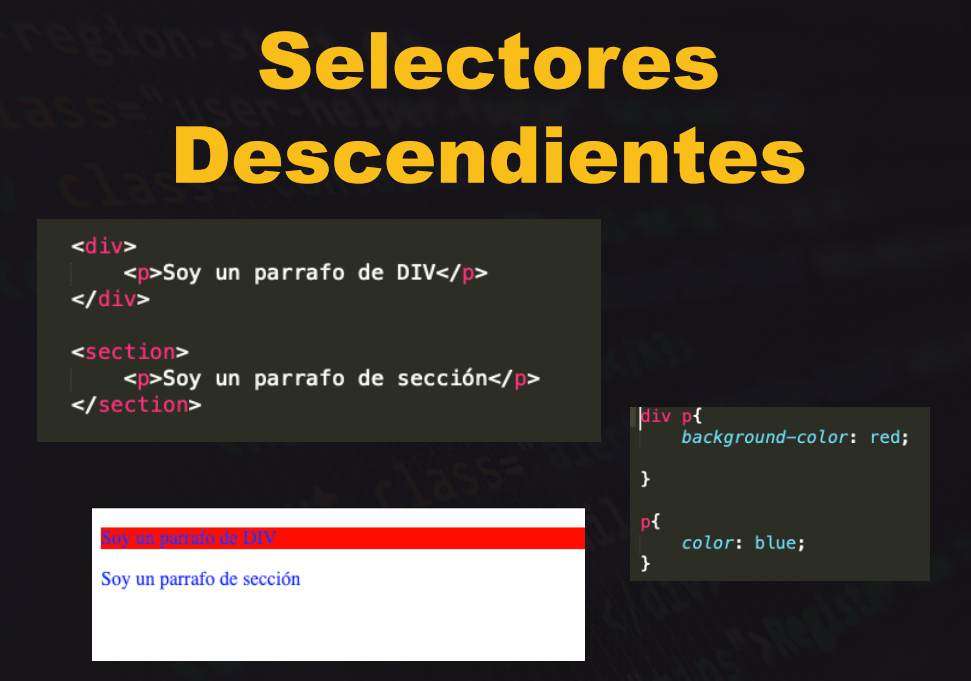 Selectores
Descendientes
<div>
<p>Soy un parrafo de DIV</p>
</div>
<section>
<p>Soy un parrafo de sección</p>
</section>
div p{
background-color: red;
}
p{
color: blue;
}
Soy un parrafo de DIV
Soy un parrafo de sección